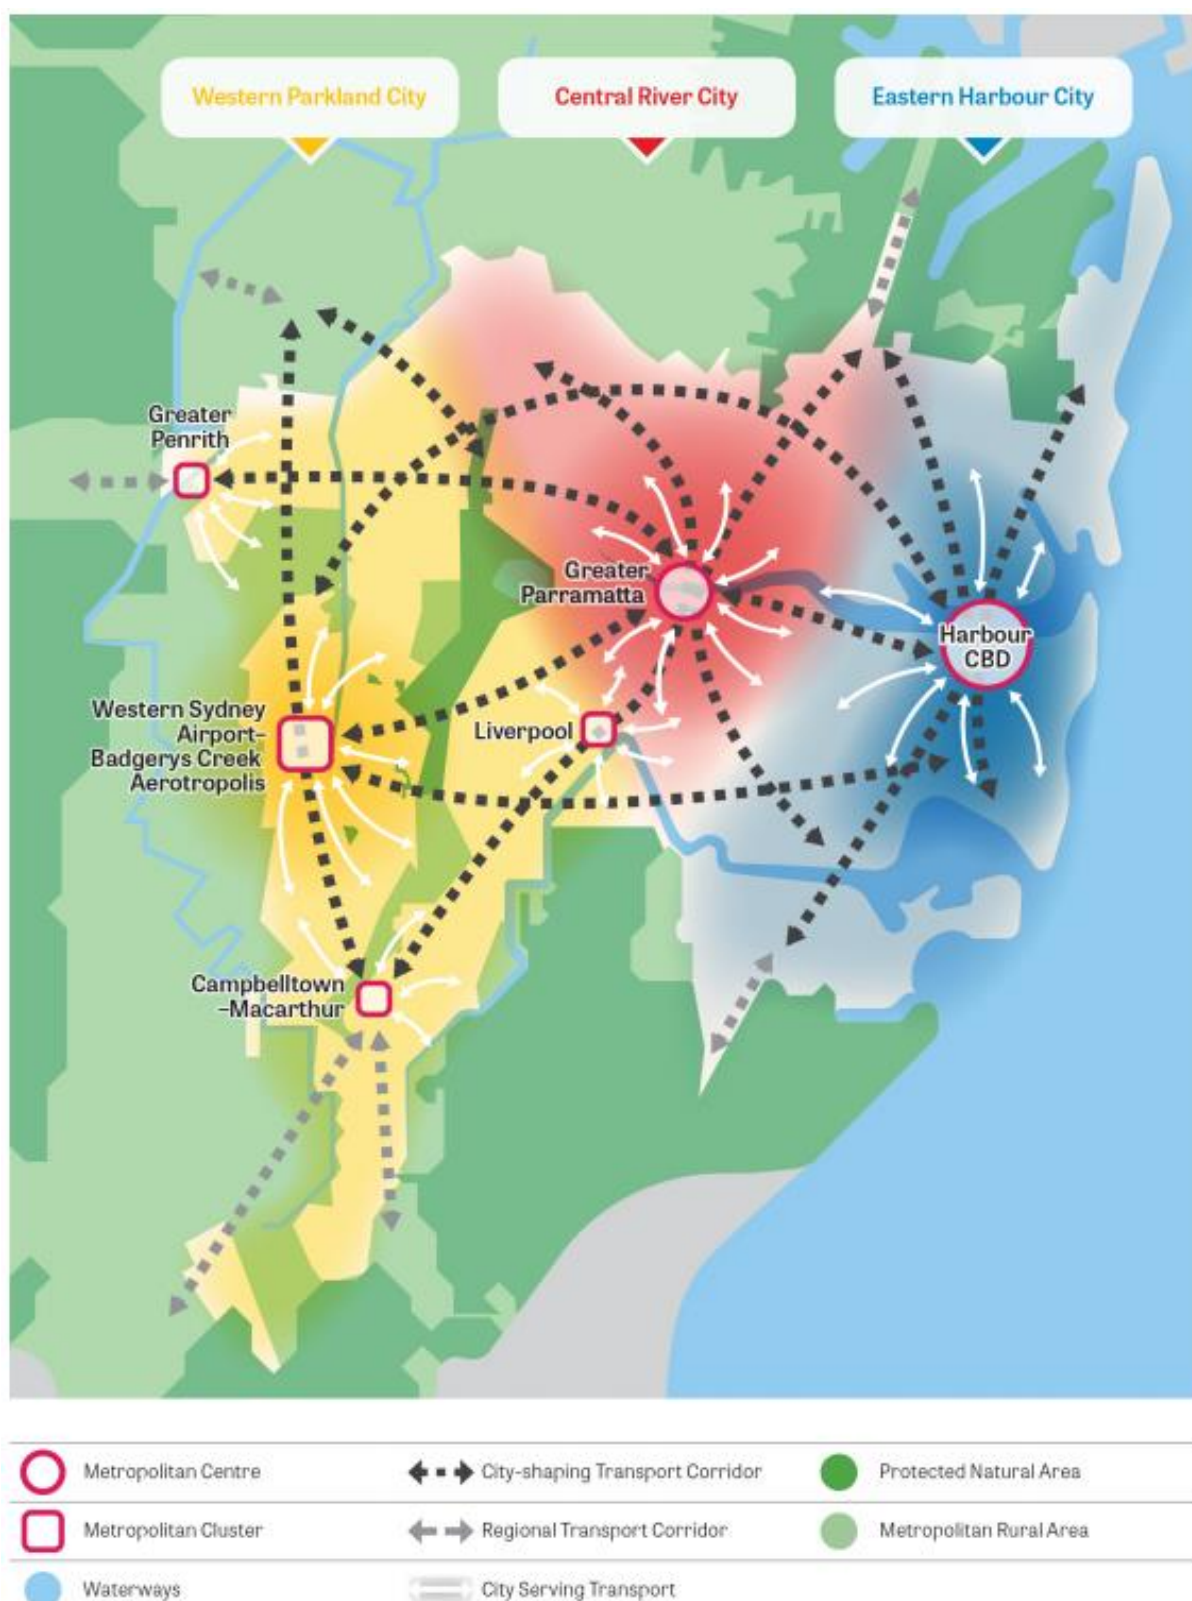 Western Parkland City
Central River City
Eastern Harbour City
Greater
Penrith
Greater
Parramatta
Harbour
CBD
Western Sydney
Airport–
Badgerys Creek
Aerotropolis
Liverpool
Campbelltown
–Macarthur
Metropolitan Centre
City-shaping Transport Corridor
Protected Natural Area
Metropolitan Cluster
Regional Transport Corridor
Metropolitan Rural Area
Waterways
City Serving Transport